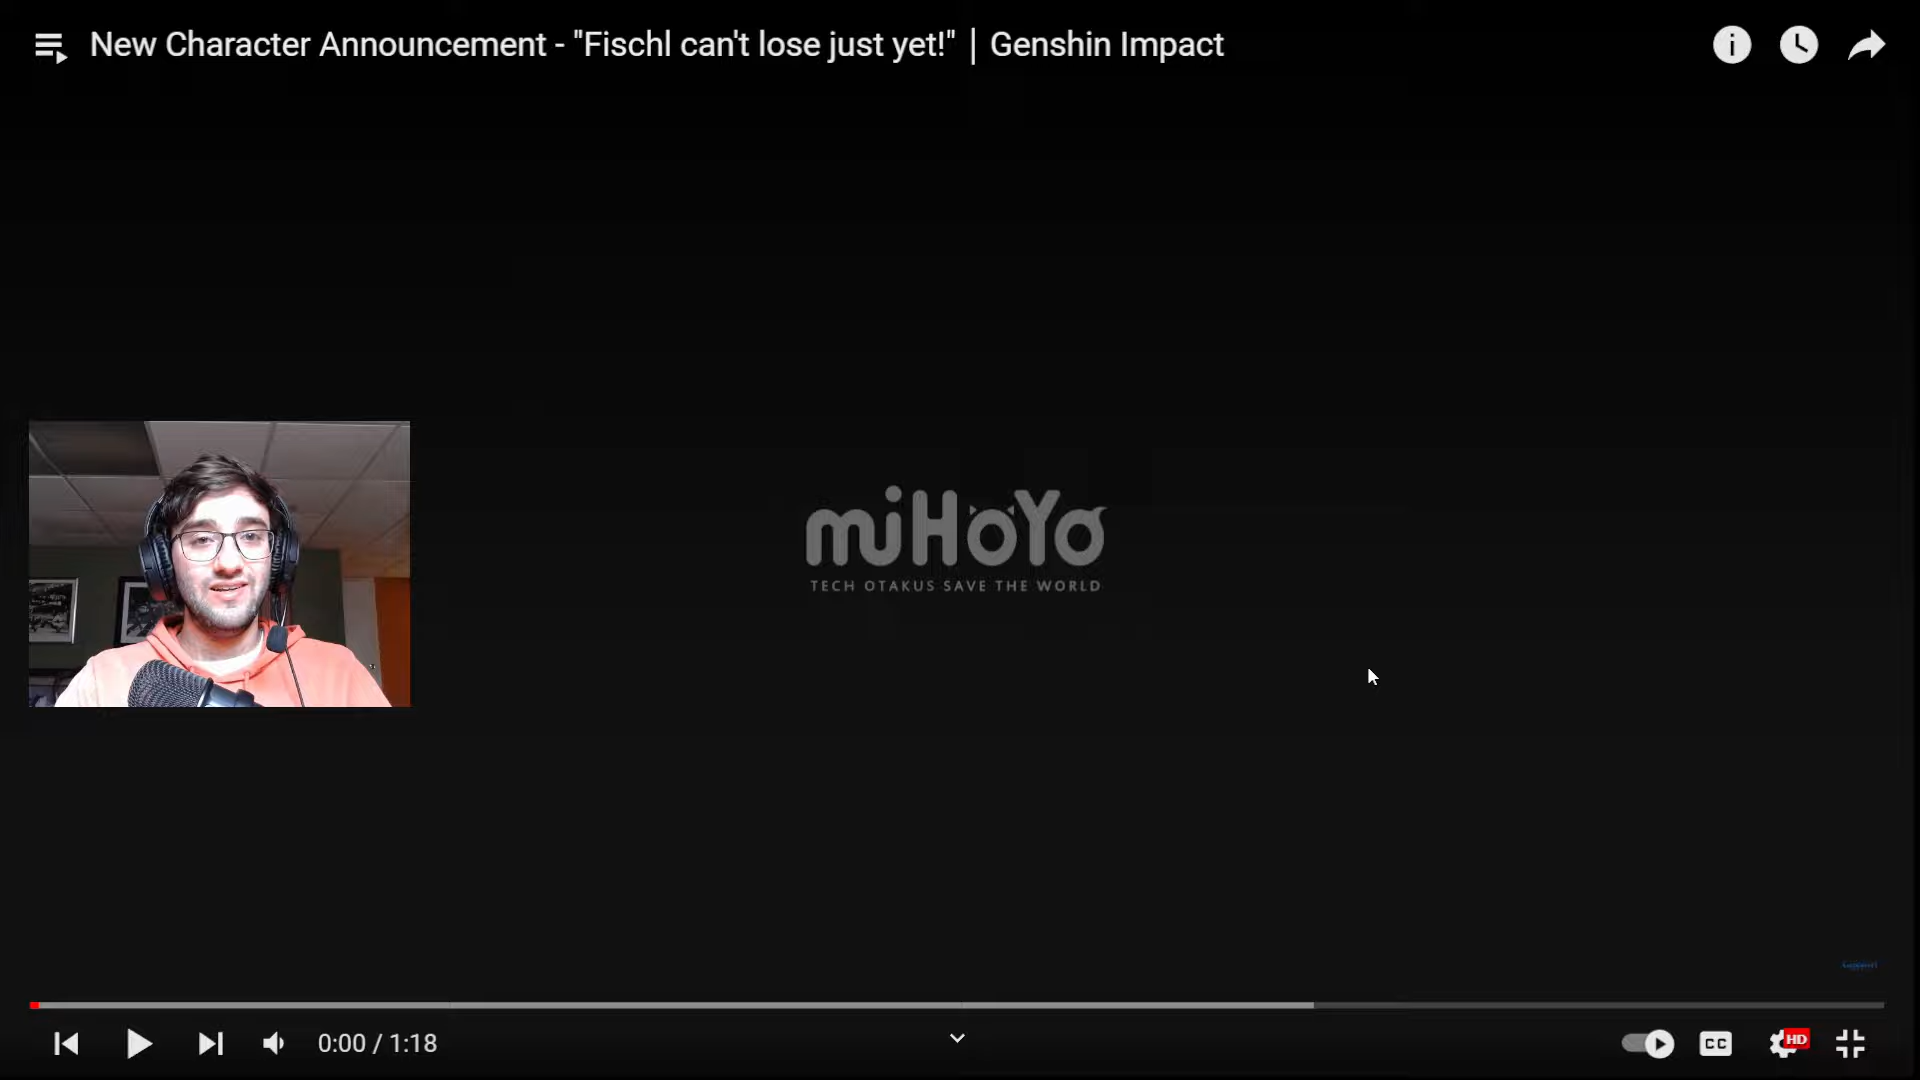 New Character Announcement - "Fischl can't lose just yet!" | Genshin Impact
miHoYo
TECH OTAKUS SAVE THE WORLD
0:00 / 1:18
CC
HD